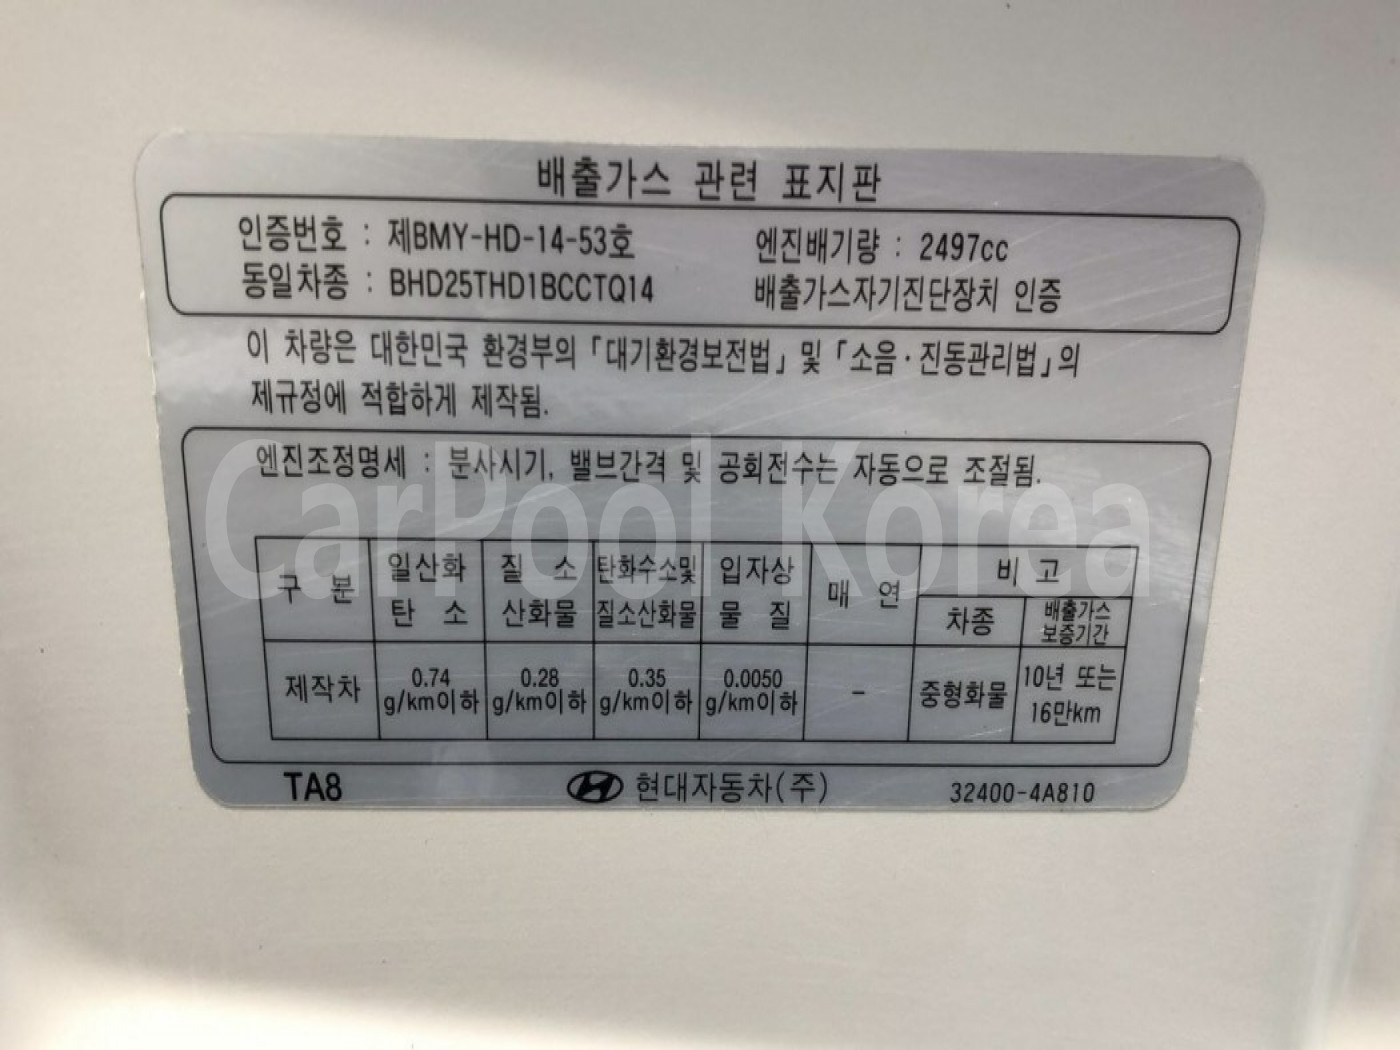 배출가스 관련 표지판
인증번호 : 제BMY-HD-14-53호 엔진배기량 : 2497cc
동일차종 : BHD25THD1BCCTQ14 배출가스자기진단장치 인증
이 차량은 대한민국 환경부의 「대기환경보전법」 및 「소음·진동관리법」의
제규정에 적합하게 제작됨.
엔진조정명세 : 분사시기, 밸브간격 및 공회전수는 자동으로 조절됨.
CarPool Korea
구 분 일산화 탄 소 질 소 산화물 탄화수소및 질소산화물 입자상 물 질 매 연 비 고
차종 배출가스 보증기간
제작차 0.74 g/km이하 0.28 g/km이하 0.35 g/km이하 0.0050 g/km이하 - 중형화물 10년 또는 16만km
TA8 현대자동차(주) 32400-4A810